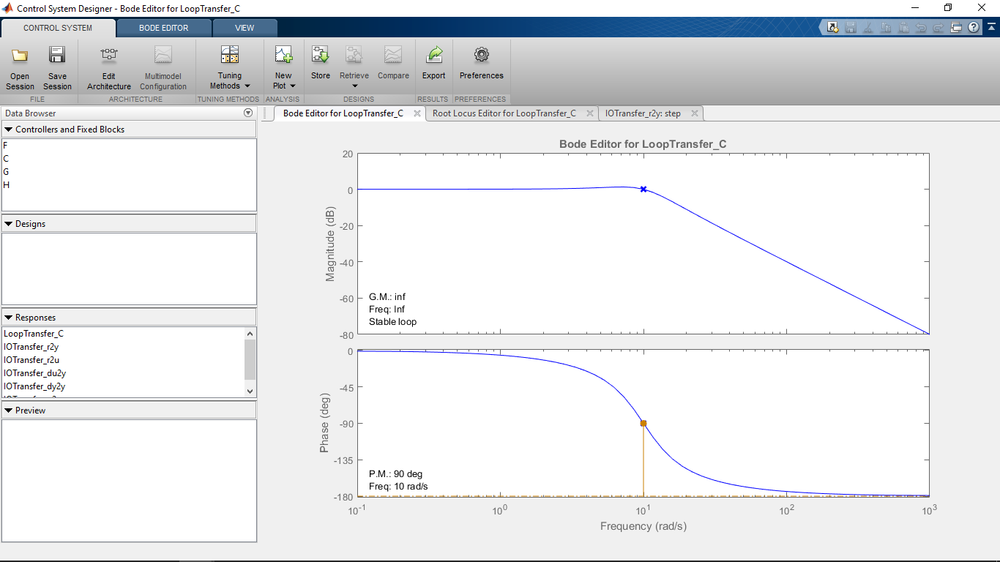 Control System Designer - Bode Editor for LoopTransfer_C
CONTROL SYSTEM BODE EDITOR VIEW
Open Session
Save Session
Edit Architecture
Multimodel Configuration
Tuning Methods
New Plot
Store
Retrieve
Compare
Export
Preferences
FILE ARCHITECTURE TUNING METHODS ANALYSIS DESIGNS RESULTS PREFERENCES
Data Browser
Controllers and Fixed Blocks
F
C
G
H
Designs
Responses
LoopTransfer_C
IOTransfer_r2y
IOTransfer_r2u
IOTransfer_du2y
IOTransfer_dy2y
Preview
Bode Editor for LoopTransfer_C Root Locus Editor for LoopTransfer_C IOTransfer_r2y: step
Bode Editor for LoopTransfer_C
Magnitude (dB)
20
0
-20
-40
-60
-80
G.M.: inf
Freq: Inf
Stable loop
Phase (deg)
0
-45
-90
-135
-180
P.M.: 90 deg
Freq: 10 rad/s
10^-1 10^0 10^1 10^2 10^3
Frequency (rad/s)